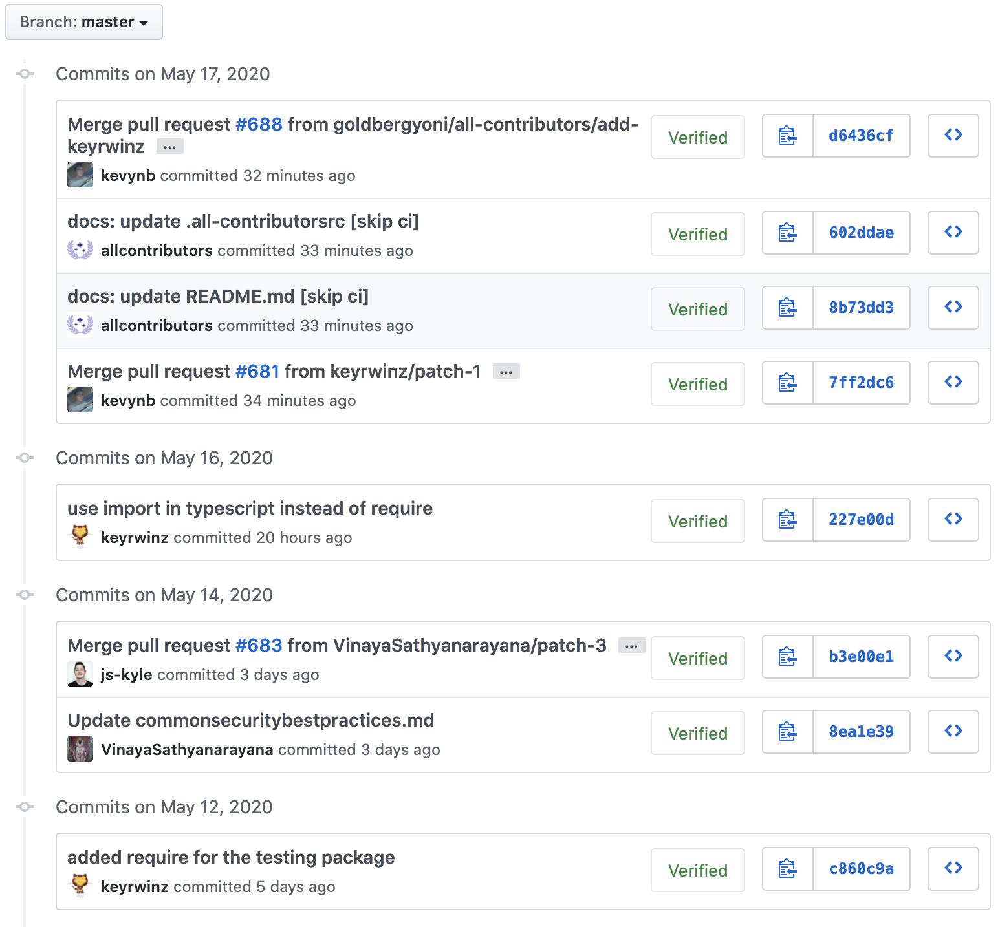 Branch: master
Commits on May 17, 2020
Merge pull request #688 from goldbergyoni/all-contributors/add-
keyrwinz ...
Verified
d6436cf
kevynb committed 32 minutes ago
docs: update .all-contributorsrc [skip ci]
Verified
602ddae
allcontributors committed 33 minutes ago
docs: update README.md [skip ci]
Verified
8b73dd3
allcontributors committed 33 minutes ago
Merge pull request #681 from keyrwinz/patch-1 ...
Verified
7ff2dc6
kevynb committed 34 minutes ago
Commits on May 16, 2020
use import in typescript instead of require
Verified
227e00d
keyrwinz committed 20 hours ago
Commits on May 14, 2020
Merge pull request #683 from VinayaSathyanarayana/patch-3 ...
Verified
b3e00e1
js-kyle committed 3 days ago
Update commonsecuritybestpractices.md
Verified
8ea1e39
VinayaSathyanarayana committed 3 days ago
Commits on May 12, 2020
added require for the testing package
Verified
c860c9a
keyrwinz committed 5 days ago